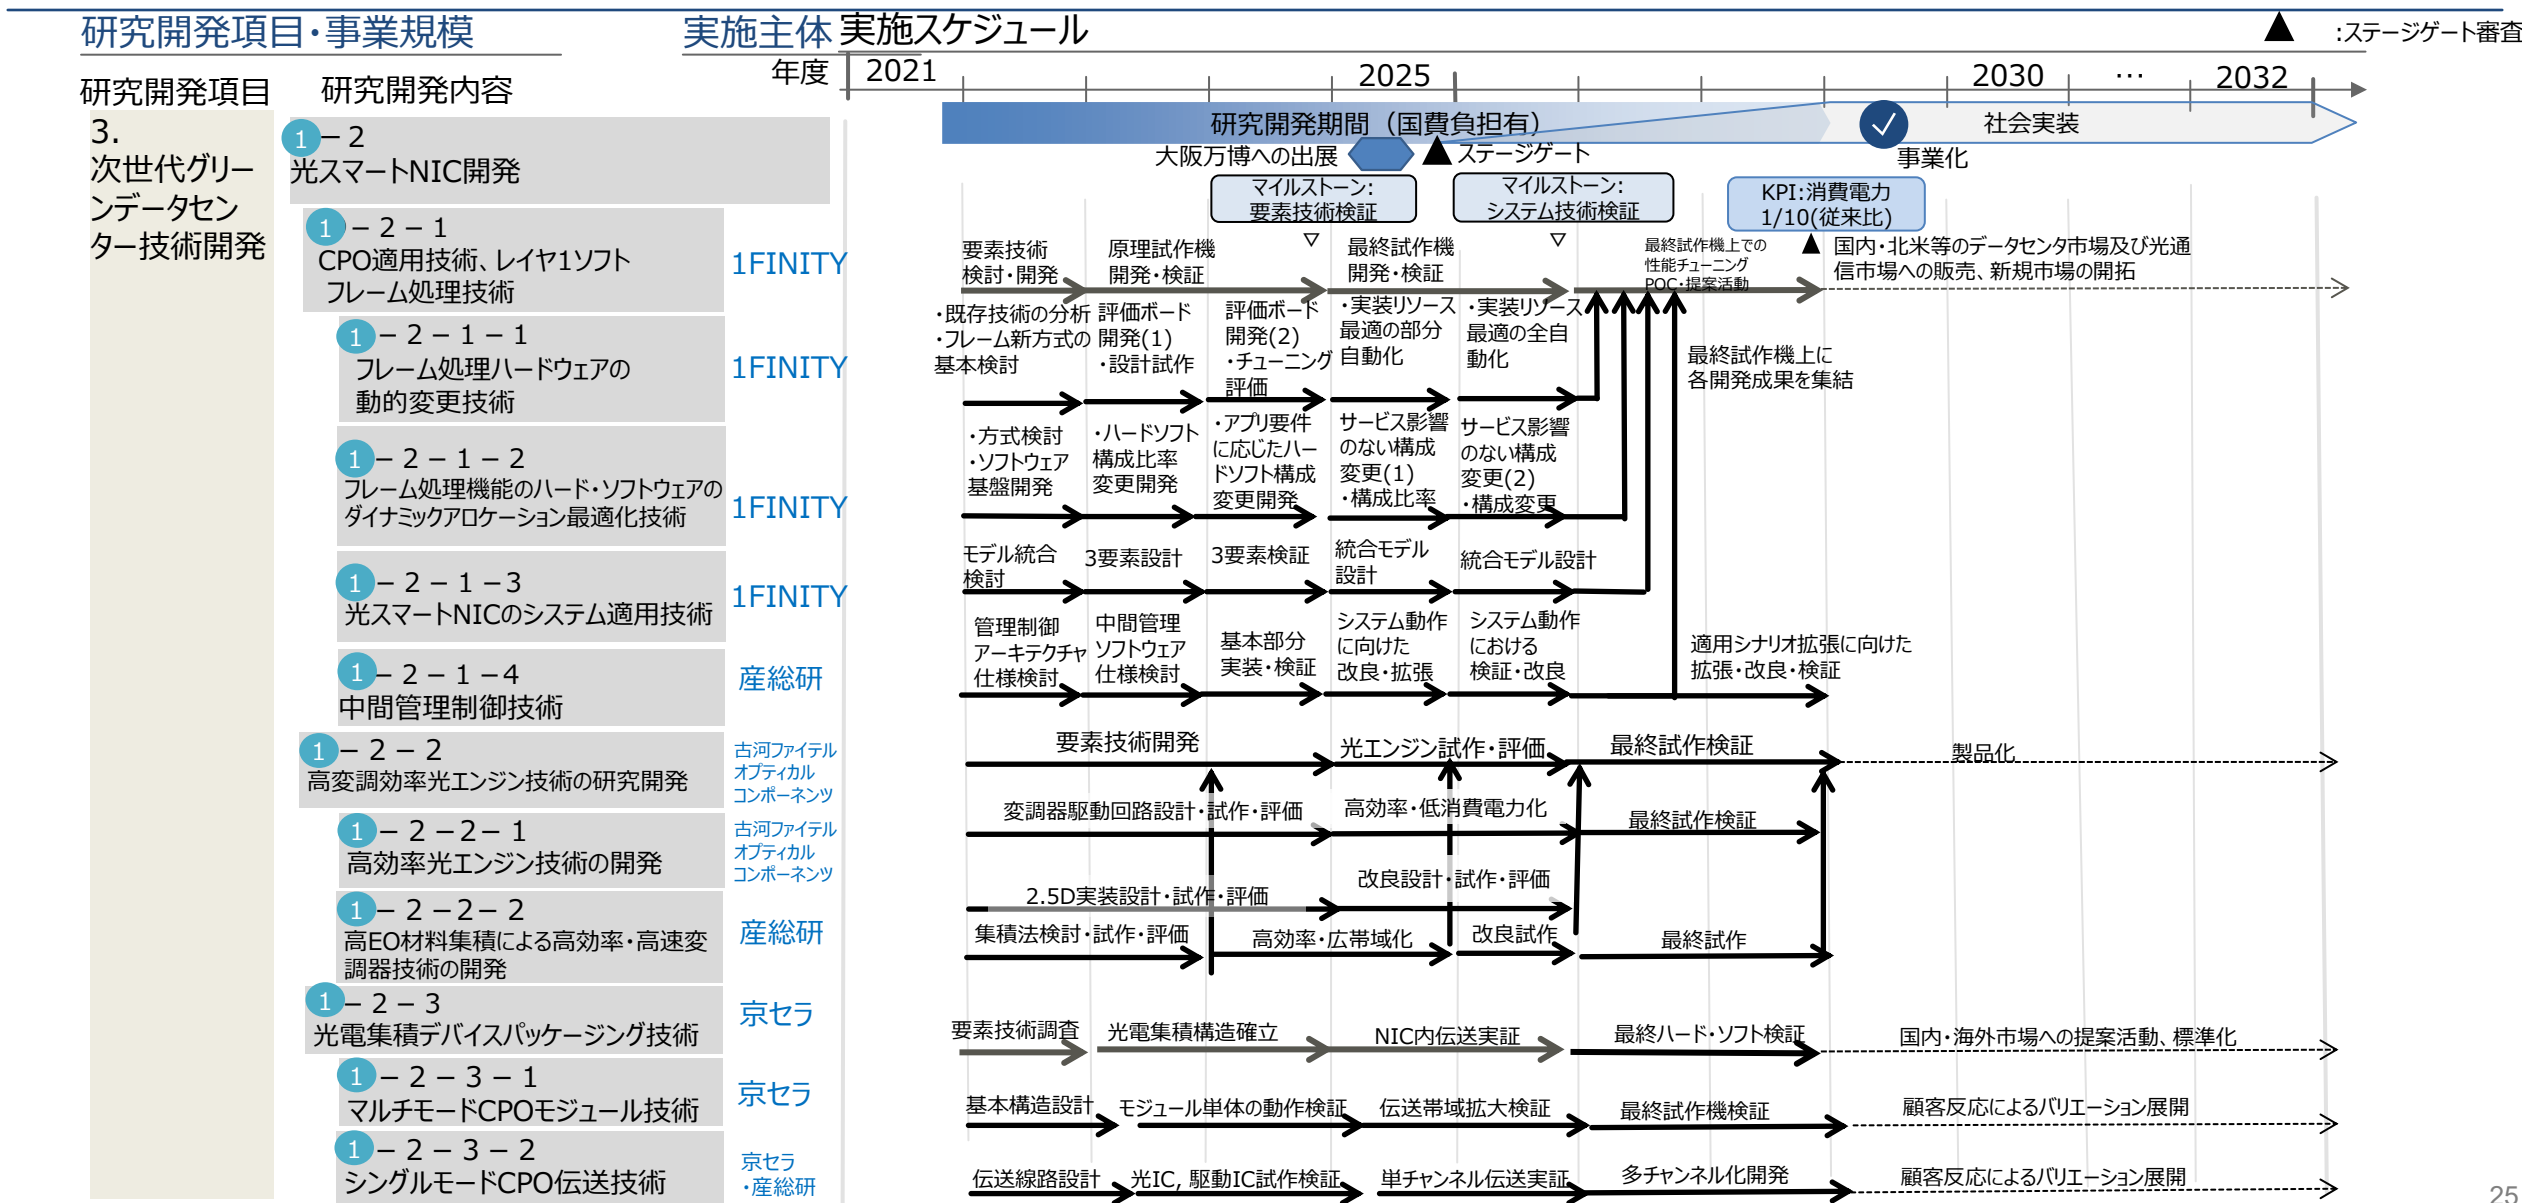 研究開発項目・事業規模
実施主体
実施スケジュール
▲ :ステージゲート審査
年度
2021
2025
2030
…
2032
研究開発項目
研究開発内容
3.
次世代グリー
ンデータセン
ター技術開発
研究開発期間（国費負担有）
社会実装
大阪万博への出展
▲ ステージゲート
事業化
マイルストーン:
要素技術検証
マイルストーン:
システム技術検証
KPI:消費電力
1/10(従来比)
1－2
光スマートNIC開発
1－2－1
CPO適用技術、レイヤ1ソフト
フレーム処理技術
1FINITY
要素技術
検討・開発
原理試作機
開発・検証
最終試作機
開発・検証
最終試作機上での
性能チューニング
POC・提案活動
国内・北米等のデータセンタ市場及び光通
信市場への販売、新規市場の開拓
1－2－1－1
フレーム処理ハードウェアの
動的変更技術
1FINITY
・既存技術の分析
・フレーム新方式の
基本検討
評価ボード
開発(1)
・設計試作
評価ボード
開発(2)
・チューニング
評価
・実装リソース
最適の部分
自動化
・実装リソース
最適の全自
動化
最終試作機上に
各開発成果を集結
1－2－1－2
フレーム処理機能のハード・ソフトウェアの
ダイナミックアロケーション最適化技術
1FINITY
・方式検討
・ソフトウェア
基盤開発
・ハードソフト
構成比率
変更開発
・アプリ要件
に応じたハー
ドソフト構成
変更開発
サービス影響
のない構成
変更(1)
・構成比率
サービス影響
のない構成
変更(2)
・構成変更
1－2－1－3
光スマートNICのシステム適用技術
1FINITY
モデル統合
検討
3要素設計
3要素検証
統合モデル
設計
統合モデル設計
1－2－1－4
中間管理制御技術
産総研
管理制御
アーキテクチャ
仕様検討
中間管理
ソフトウェア
仕様検討
基本部分
実装・検証
システム動作
に向けた
改良・拡張
システム動作
における
検証・改良
適用シナリオ拡張に向けた
拡張・改良・検証
1－2－2
高変調効率光エンジン技術の研究開発
古河ファイテル
オプティカル
コンポーネンツ
要素技術開発
光エンジン試作・評価
最終試作検証
製品化
1－2－2－1
高効率光エンジン技術の開発
古河ファイテル
オプティカル
コンポーネンツ
変調器駆動回路設計・試作・評価
高効率・低消費電力化
最終試作検証
2.5D実装設計・試作・評価
改良設計・試作・評価
1－2－2－2
高EO材料集積による高効率・高速変
調器技術の開発
産総研
集積法検討・試作・評価
高効率・広帯域化
改良試作
最終試作
1－2－3
光電集積デバイスパッケージング技術
京セラ
要素技術調査
光電集積構造確立
NIC内伝送実証
最終ハード・ソフト検証
国内・海外市場への提案活動、標準化
1－2－3－1
マルチモードCPOモジュール技術
京セラ
基本構造設計
モジュール単体の動作検証
伝送帯域拡大検証
最終試作機検証
顧客反応によるバリエーション展開
1－2－3－2
シングルモードCPO伝送技術
京セラ
・産総研
伝送線路設計
光IC, 駆動IC試作検証
単チャンネル伝送実証
多チャンネル化開発
顧客反応によるバリエーション展開
25